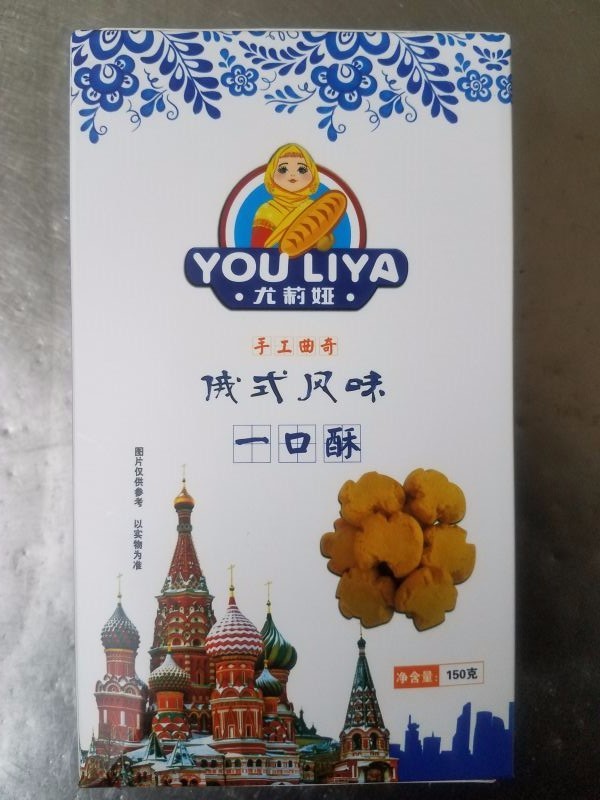 YOU LIYA
·尤莉娅·
手工曲奇
俄式风味
一口酥
图片仅供参考 以实物为准
净含量: 150克